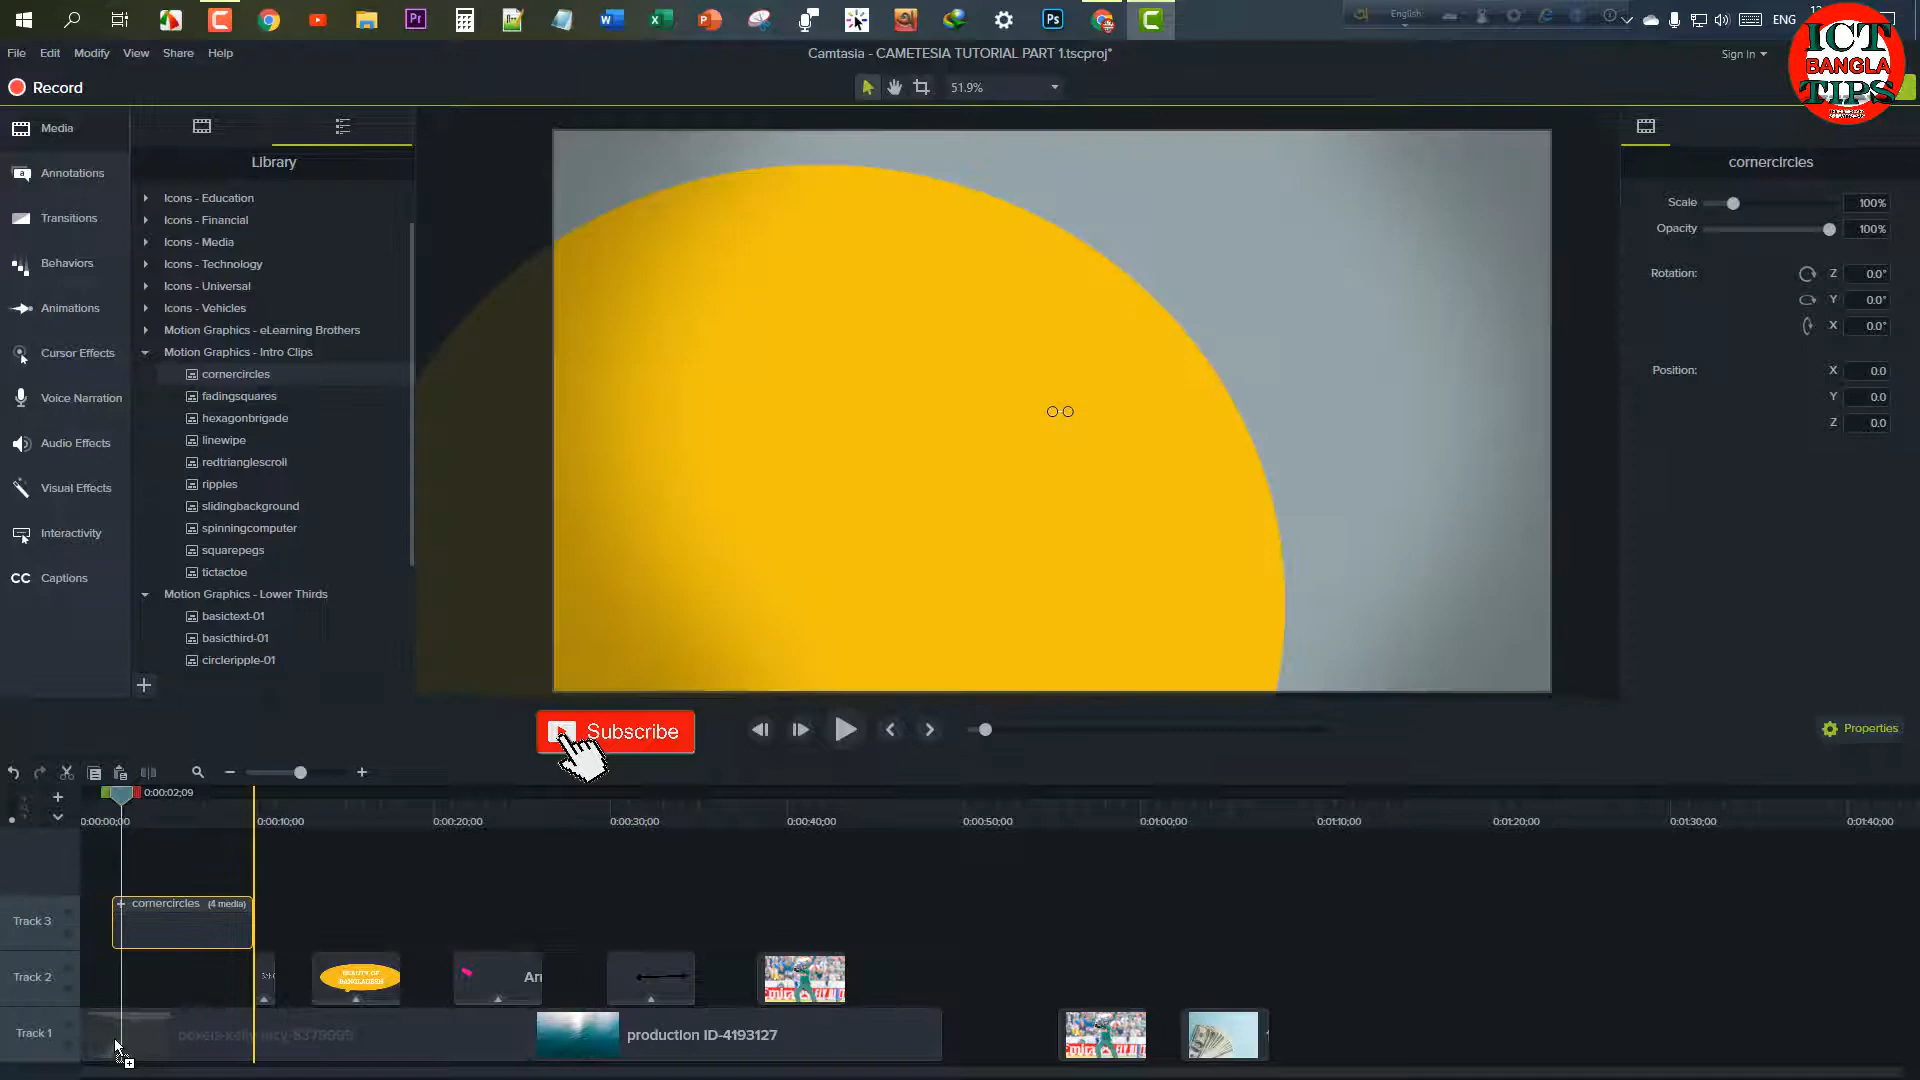 English
ENG
File Edit Modify View Share Help
Camtasia - CAMETESIA TUTORIAL PART 1.tscproj*
Sign In
ICT
BANGLA
TIPS
Record
51.9%
Media
Annotations
Transitions
Behaviors
Animations
Cursor Effects
Voice Narration
Audio Effects
Visual Effects
Interactivity
CC Captions
Library
Icons - Education
Icons - Financial
Icons - Media
Icons - Technology
Icons - Universal
Icons - Vehicles
Motion Graphics - eLearning Brothers
Motion Graphics - Intro Clips
cornercircles
fadingsquares
hexagonbrigade
linewipe
redtrianglescroll
ripples
slidingbackground
spinningcomputer
squarepegs
tictactoe
Motion Graphics - Lower Thirds
basictext-01
basicthird-01
circleripple-01
cornercircles
Scale 100%
Opacity 100%
Rotation: Z 0.0°
Y 0.0°
X 0.0°
Position: X 0.0
Y 0.0
Z 0.0
Subscribe
Properties
0:00:02;09
0:00:00;00 0:00:10;00 0:00:20;00 0:00:30;00 0:00:40;00 0:00:50;00 0:01:00;00 0:01:10;00 0:01:20;00 0:01:30;00 0:01:40;00
Track 3
cornercircles (4 media)
Track 2
BEAUTY OF
BANGLADESH
Track 1
production ID-4193127